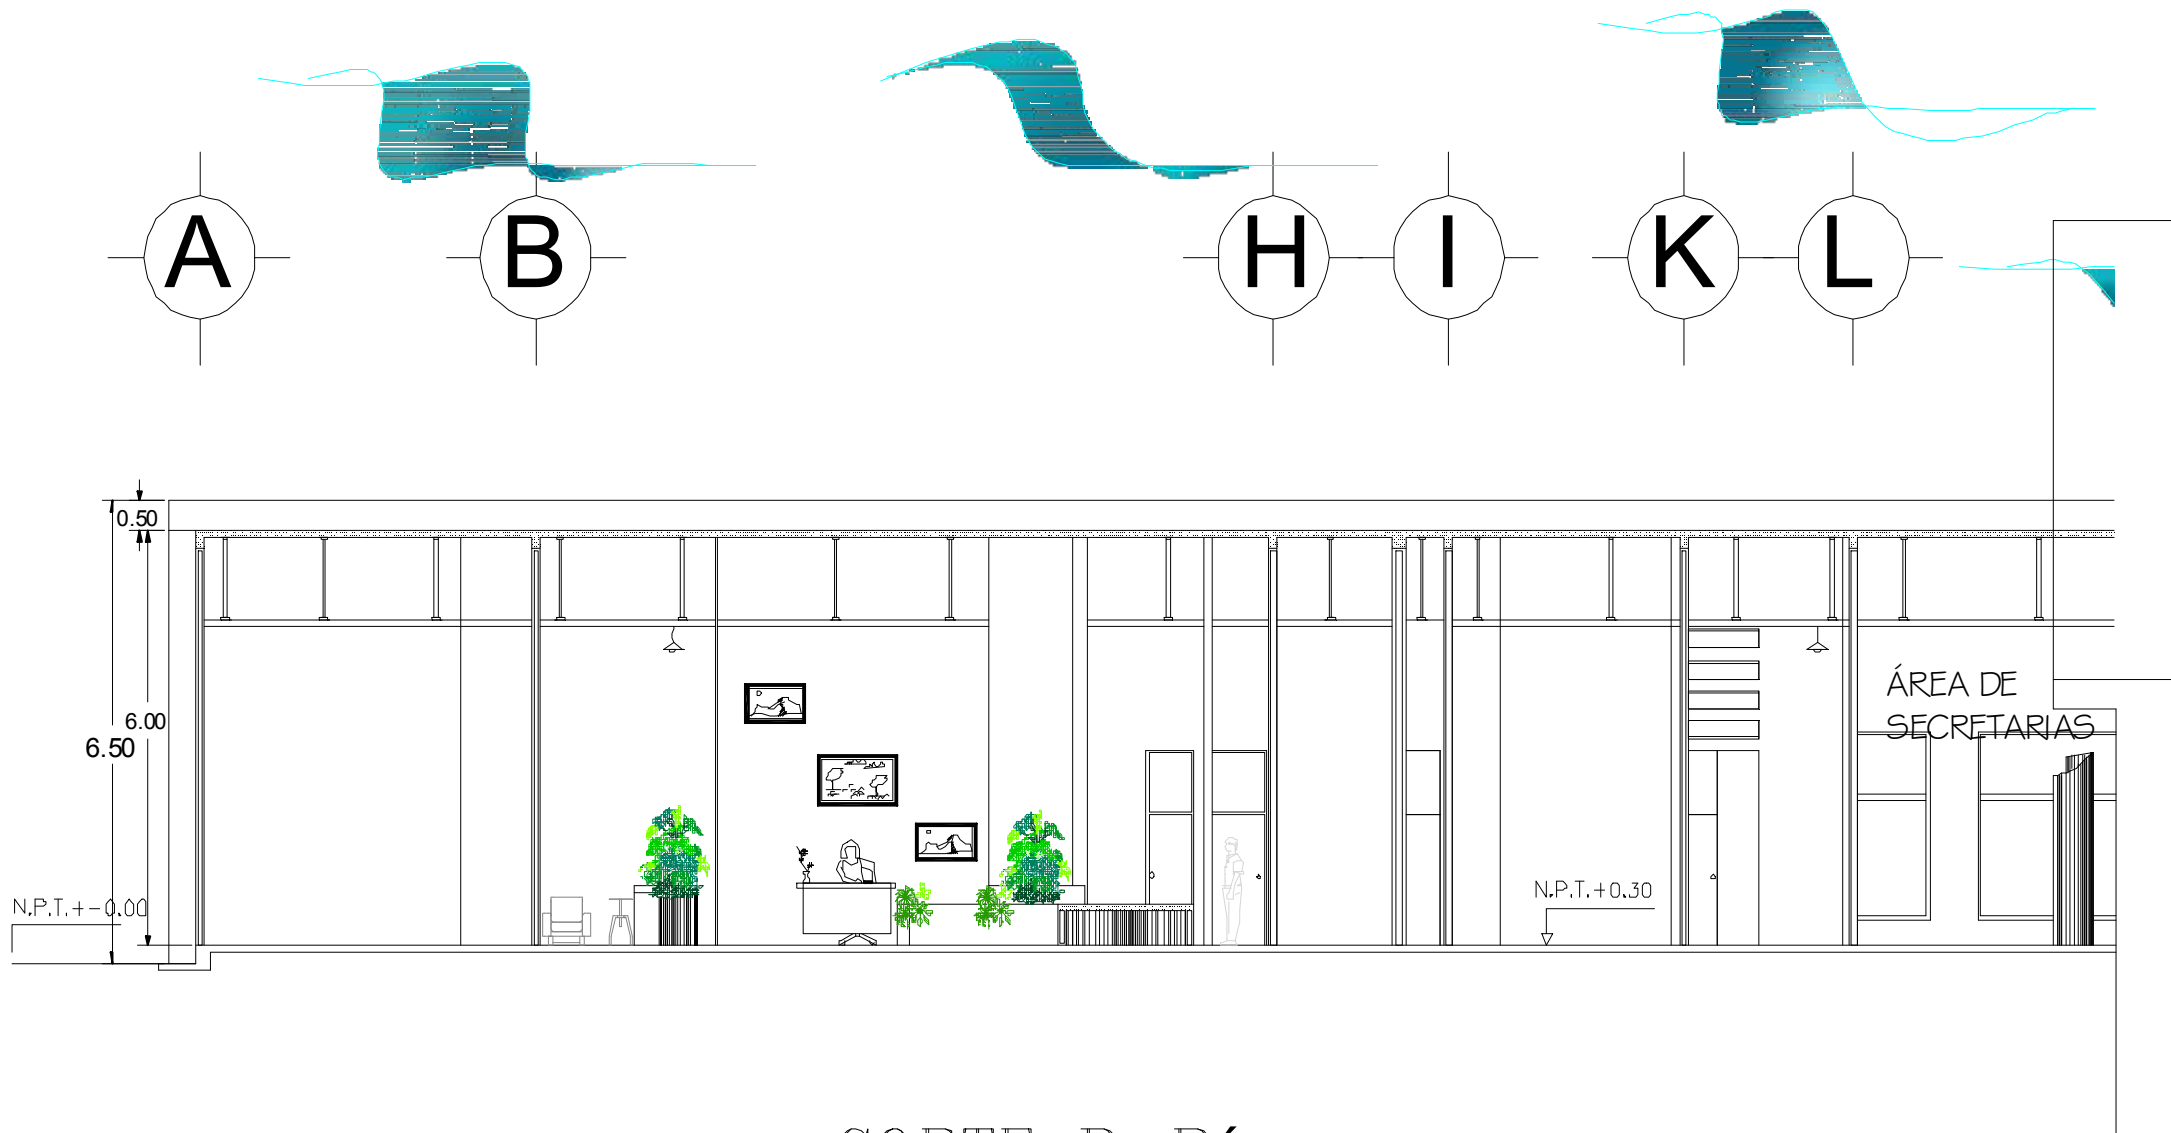 A B H I K L
0.50
ÁREA DE
SECRETARIAS
6.00
6.50
N.P.T.+0.30
N.P.T.+-0.00